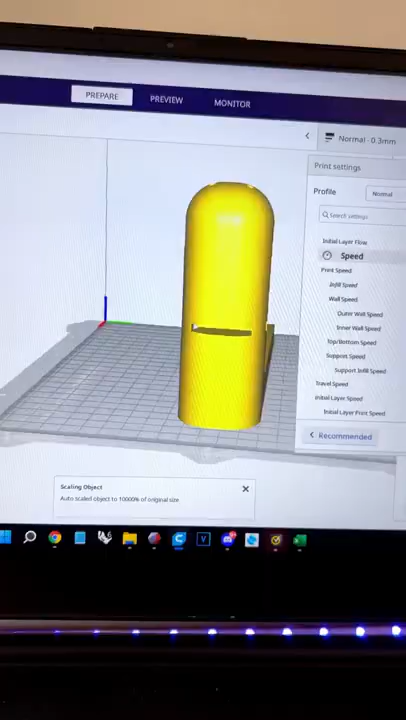 PREPARE
PREVIEW
MONITOR
Normal - 0.3mm
Print settings
Profile
Normal
Search settings
Initial Layer Flow
Speed
Print Speed
Infill Speed
Wall Speed
Outer Wall Speed
Inner Wall Speed
Top/Bottom Speed
Support Speed
Support Infill Speed
Travel Speed
Initial Layer Speed
Initial Layer Print Speed
Recommended
Scaling Object
Auto scaled object to 10000% of original size